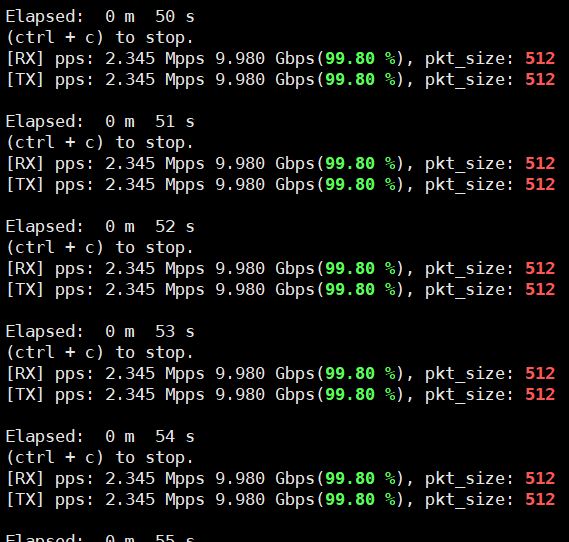 Elapsed:  0 m  50 s
(ctrl + c) to stop.
[RX] pps: 2.345 Mpps 9.980 Gbps(99.80 %), pkt_size: 512
[TX] pps: 2.345 Mpps 9.980 Gbps(99.80 %), pkt_size: 512

Elapsed:  0 m  51 s
(ctrl + c) to stop.
[RX] pps: 2.345 Mpps 9.980 Gbps(99.80 %), pkt_size: 512
[TX] pps: 2.345 Mpps 9.980 Gbps(99.80 %), pkt_size: 512

Elapsed:  0 m  52 s
(ctrl + c) to stop.
[RX] pps: 2.345 Mpps 9.980 Gbps(99.80 %), pkt_size: 512
[TX] pps: 2.345 Mpps 9.980 Gbps(99.80 %), pkt_size: 512

Elapsed:  0 m  53 s
(ctrl + c) to stop.
[RX] pps: 2.345 Mpps 9.980 Gbps(99.80 %), pkt_size: 512
[TX] pps: 2.345 Mpps 9.980 Gbps(99.80 %), pkt_size: 512

Elapsed:  0 m  54 s
(ctrl + c) to stop.
[RX] pps: 2.345 Mpps 9.980 Gbps(99.80 %), pkt_size: 512
[TX] pps: 2.345 Mpps 9.980 Gbps(99.80 %), pkt_size: 512

Elapsed:  0 m  55 s